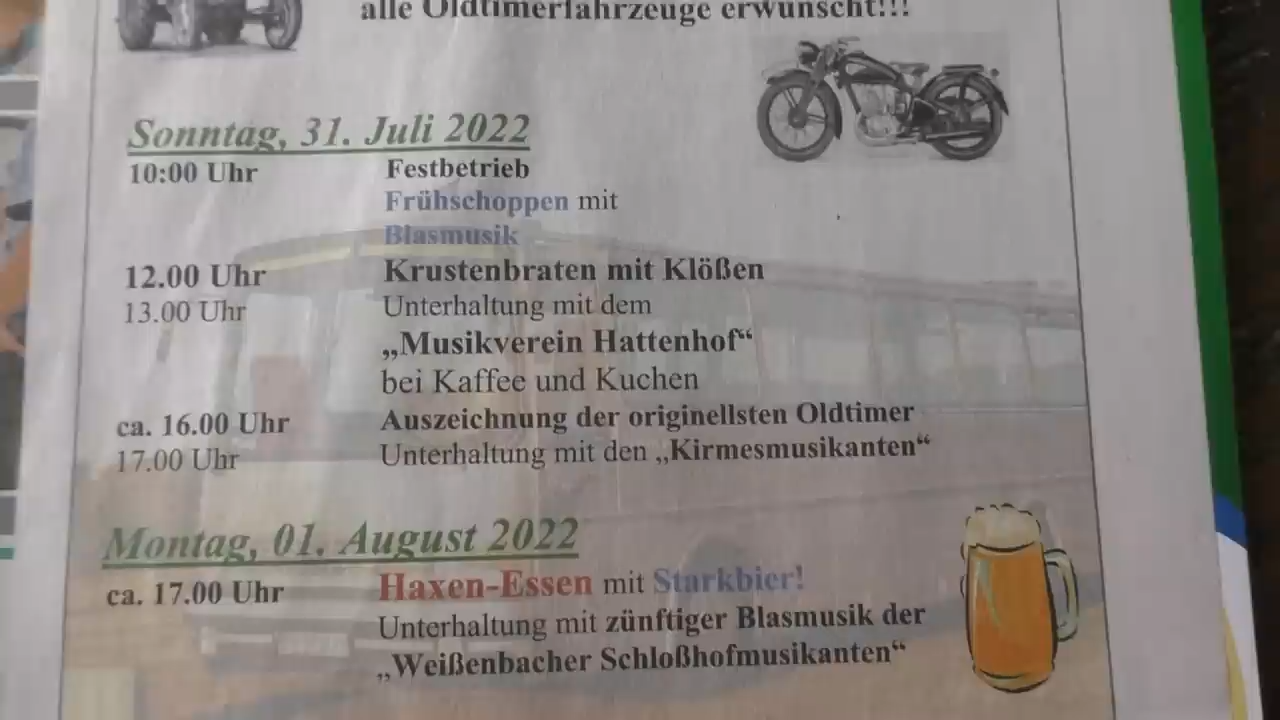 alle Oldtimerfahrzeuge erwünscht!!!
Sonntag, 31. Juli 2022
10:00 Uhr Festbetrieb
Frühschoppen mit
Blasmusik
12.00 Uhr Krustenbraten mit Klößen
13.00 Uhr Unterhaltung mit dem
„Musikverein Hattenhof“
bei Kaffee und Kuchen
ca. 16.00 Uhr Auszeichnung der originellsten Oldtimer
17.00 Uhr Unterhaltung mit den „Kirmesmusikanten“
Montag, 01. August 2022
ca. 17.00 Uhr Haxen-Essen mit Starkbier!
Unterhaltung mit zünftiger Blasmusik der
„Weißenbacher Schloßhofmusikanten“